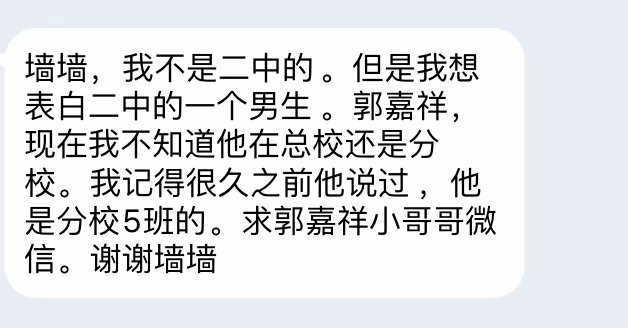 墙墙，我不是二中的 。但是我想
表白二中的一个男生 。郭嘉祥，
现在我不知道他在总校还是分
校。我记得很久之前他说过 ，他
是分校5班的。求郭嘉祥小哥哥微
信。谢谢墙墙